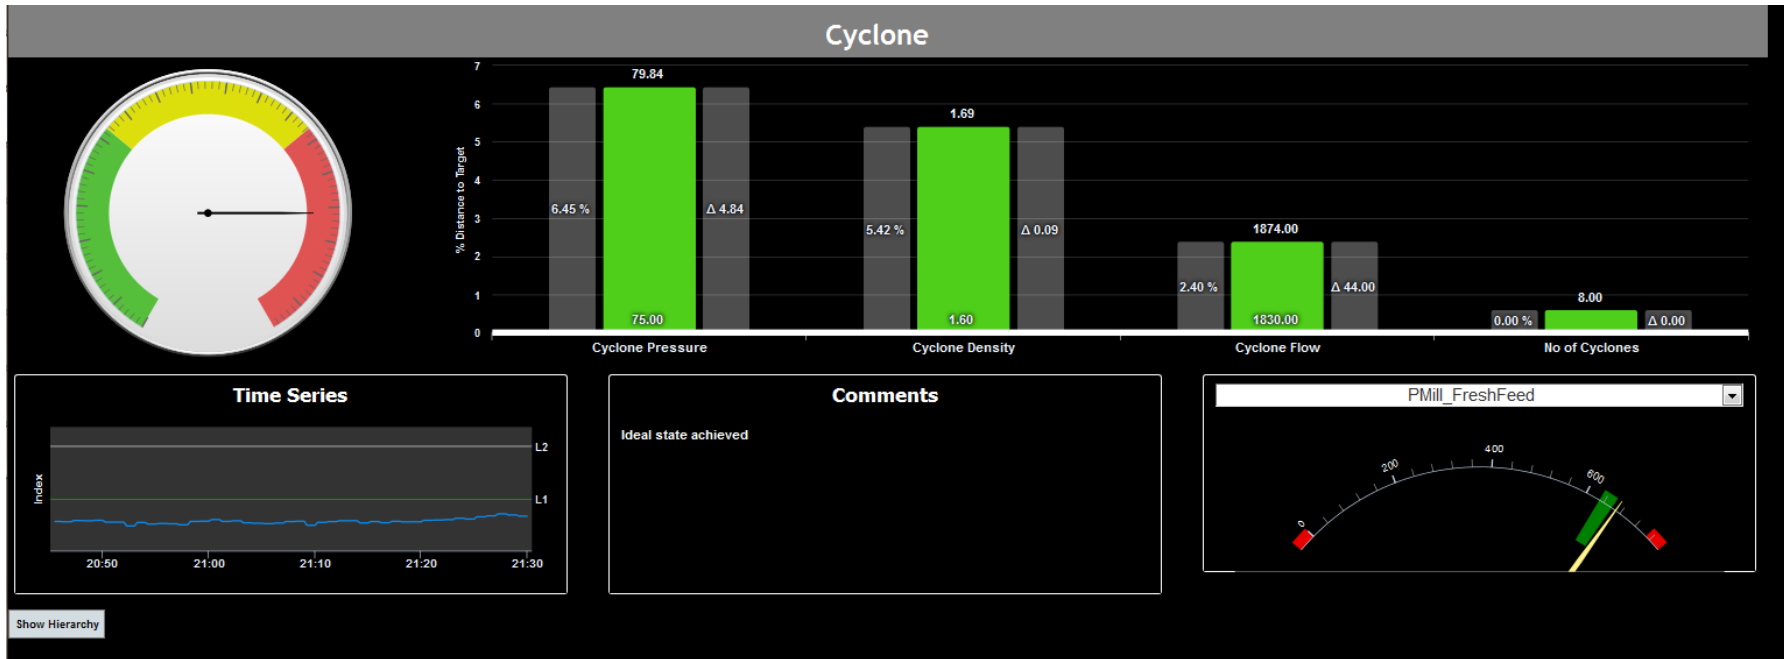 Cyclone
7
6
5
4
3
2
1
0
% Distance to Target
79.84
6.45 %
Δ 4.84
75.00
Cyclone Pressure
1.69
5.42 %
Δ 0.09
1.60
Cyclone Density
1874.00
2.40 %
Δ 44.00
1830.00
Cyclone Flow
8.00
0.00 %
Δ 0.00
No of Cyclones
Time Series
Index
L2
L1
20:50
21:00
21:10
21:20
21:30
Comments
Ideal state achieved
PMill_FreshFeed
0
200
400
600
Show Hierarchy